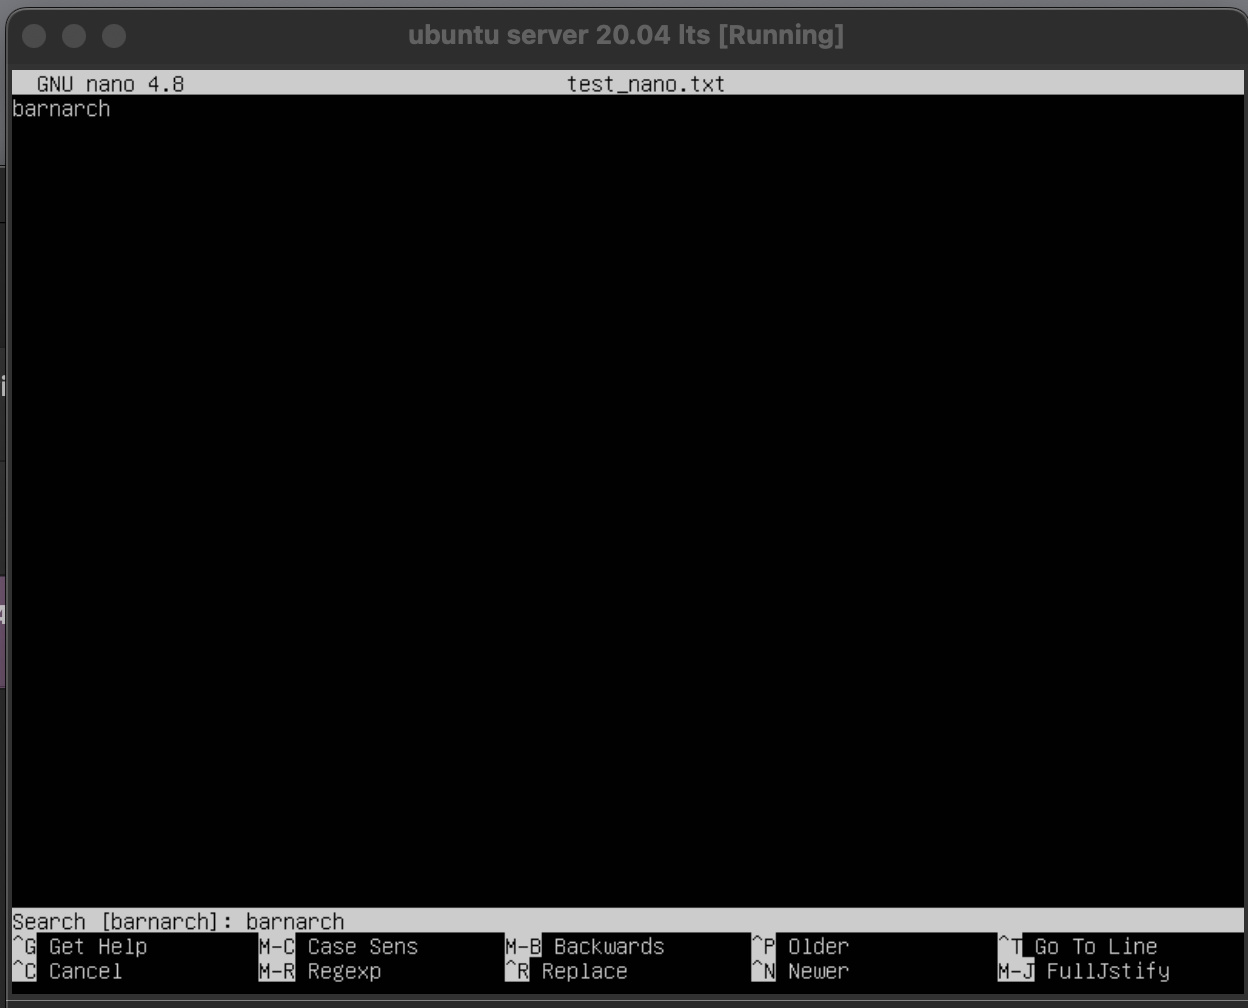 ubuntu server 20.04 lts [Running]
GNU nano 4.8 test_nano.txt
barnarch
Search [barnarch]: barnarch
^G Get Help M-C Case Sens M-B Backwards ^P Older ^T Go To Line
^C Cancel M-R Regexp ^R Replace ^N Newer M-J FullJstify